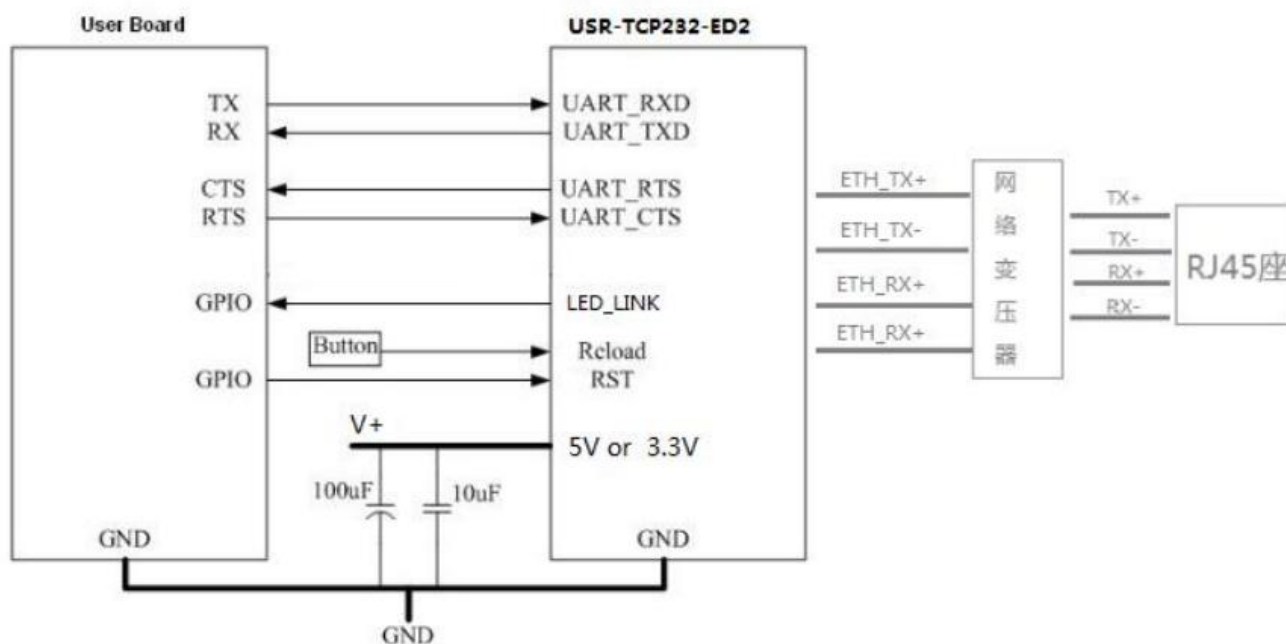 User Board
USR-TCP232-ED2
TX
UART_RXD
RX
UART_TXD
CTS
UART_RTS
RTS
UART_CTS
GPIO
LED_LINK
Button
Reload
GPIO
RST
V+
5V or 3.3V
100uF
10uF
GND
GND
GND
ETH_TX+
ETH_TX-
ETH_RX+
ETH_RX+
网
络
变
压
器
TX+
TX-
RX+
RX-
RJ45座